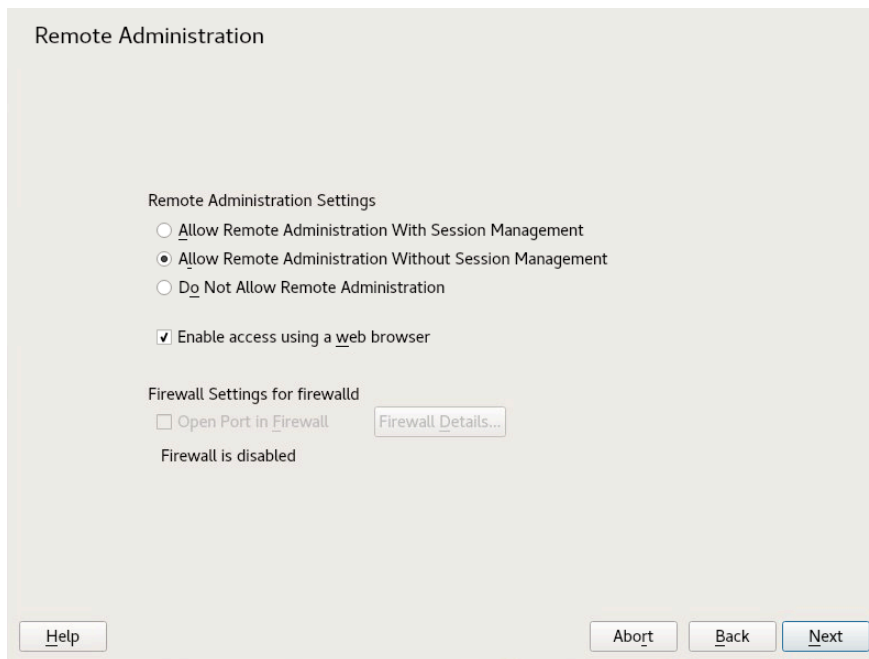 Remote Administration
Remote Administration Settings
Allow Remote Administration With Session Management
Allow Remote Administration Without Session Management
Do Not Allow Remote Administration
Enable access using a web browser
Firewall Settings for firewalld
Open Port in Firewall Firewall Details...
Firewall is disabled
Help Abort Back Next